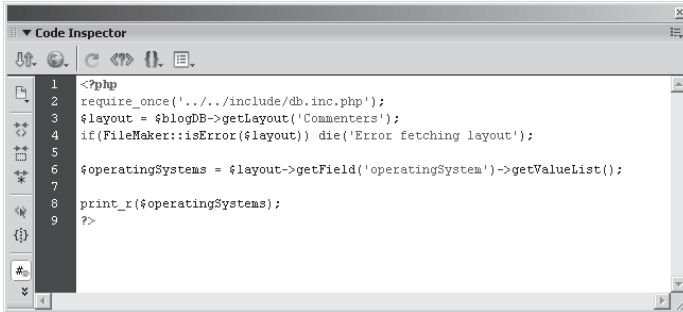 Code Inspector
1 <?php
2 require_once('../../include/db.inc.php');
3 $layout = $blogDB->getLayout('Commenters');
4 if(FileMaker::isError($layout)) die('Error fetching layout');
5
6 $operatingSystems = $layout->getField('operatingSystem')->getValueList();
7
8 print_r($operatingSystems);
9 ?>